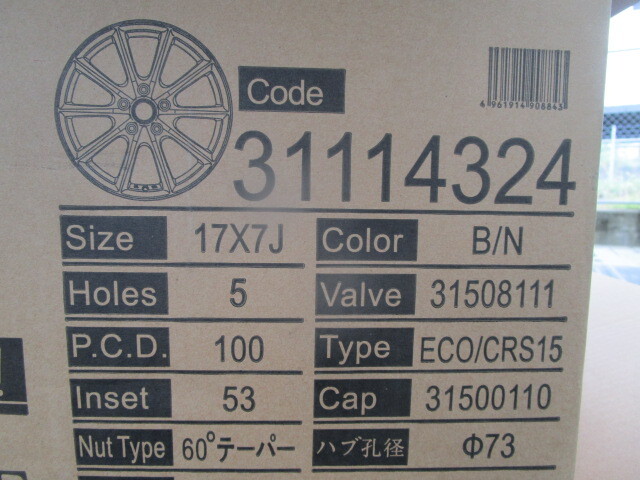 Code
4961914908843
31114324
Size 17X7J Color B/N
Holes 5 Valve 31508111
P.C.D. 100 Type ECO/CRS15
Inset 53 Cap 31500110
Nut Type 60°テーパー ハブ孔径 Φ73